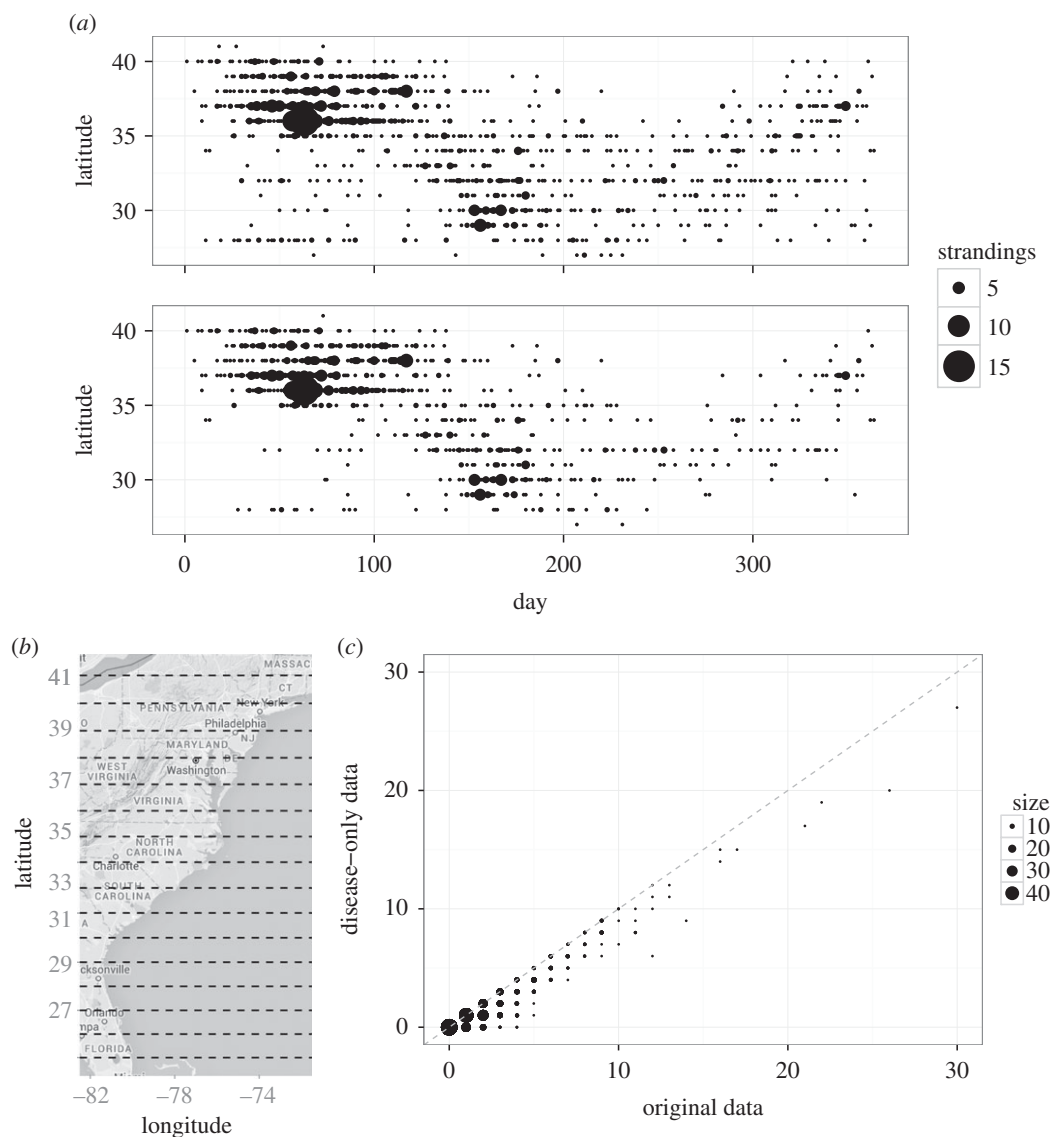 (a)
40
35
30
latitude
40
35
30
latitude
0 100 200 300
day
strandings
5
10
15
(b)
41
39
37
35
33
31
29
27
latitude
MASSAC
CT
New York
PENNSYLVANIA
Philadelphia
NJ
MARYLAND
DE
WEST
VIRGINIA
Washington
VIRGINIA
NORTH
CAROLINA
Charlotte
SOUTH
CAROLINA
A
cksonville
Orlando
mpa
FLORIDA
–82 –78 –74
longitude
(c)
30
20
10
0
disease–only data
0 10 20 30
original data
size
10
20
30
40